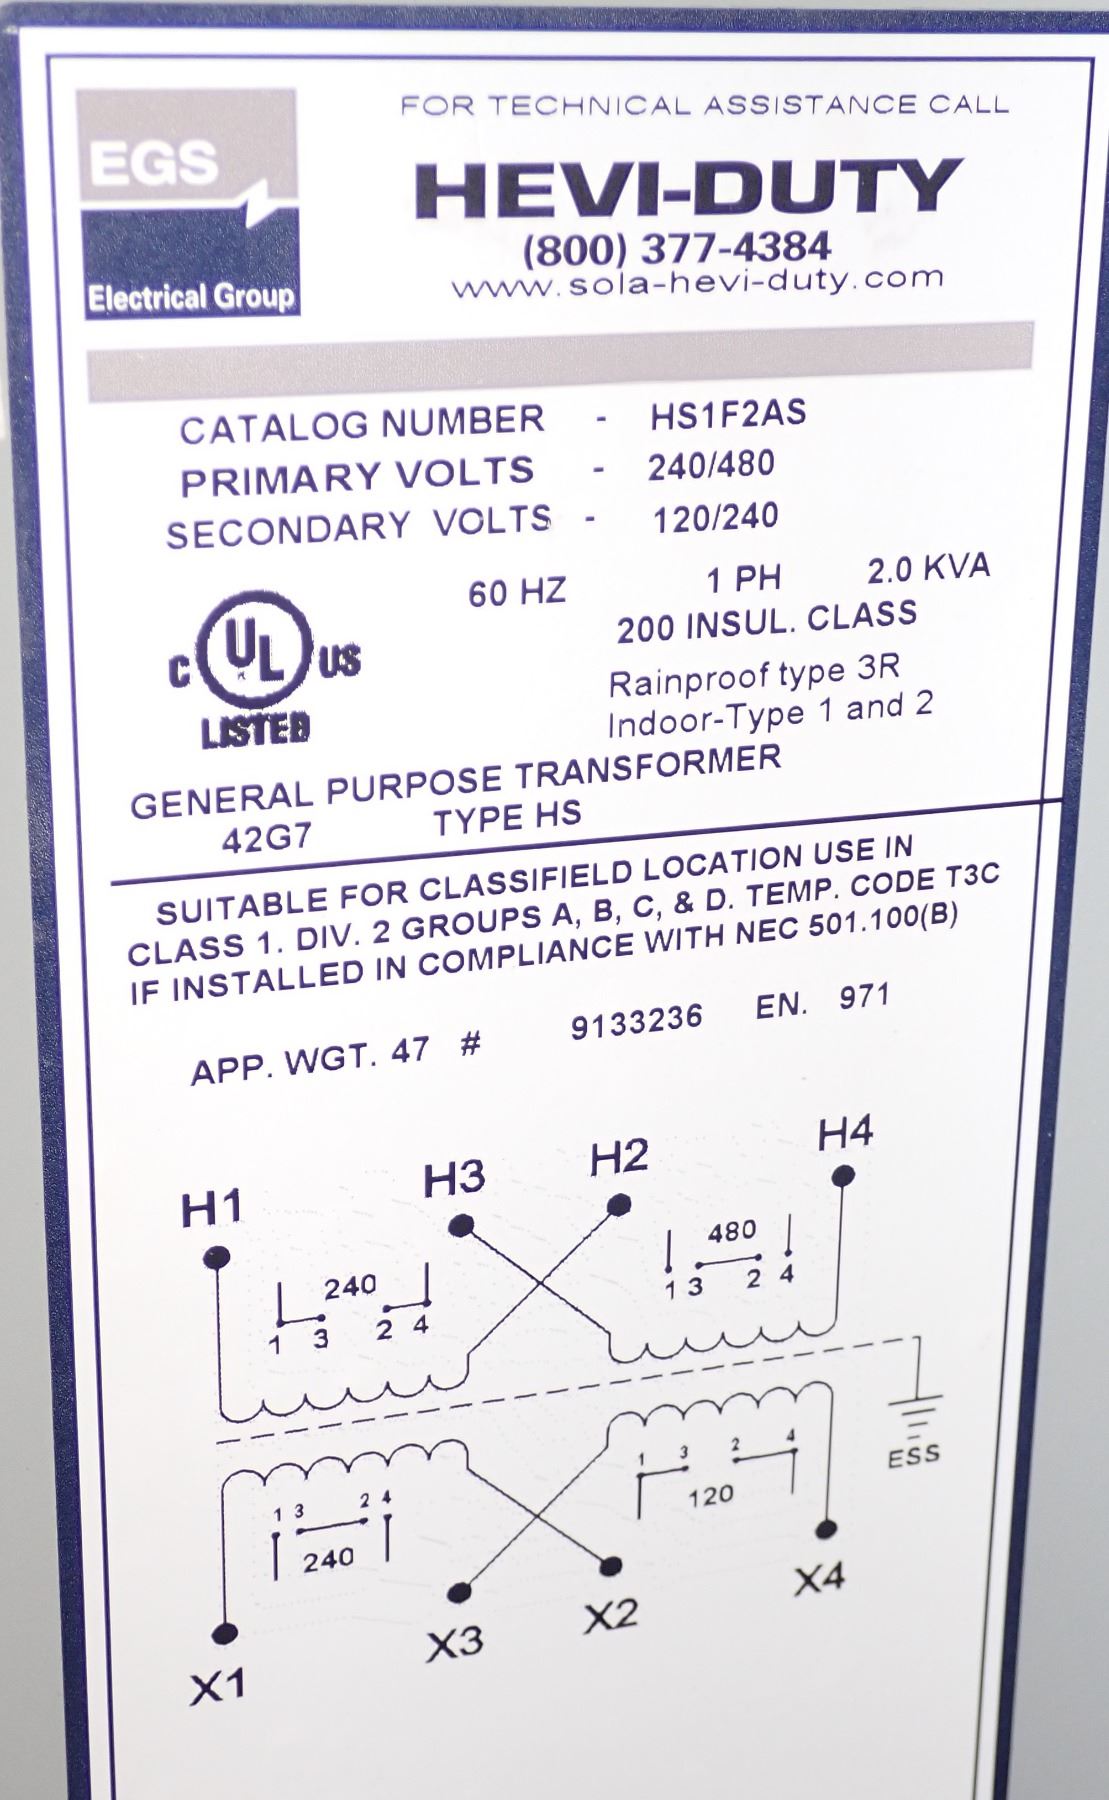 EGS
Electrical Group
FOR TECHNICAL ASSISTANCE CALL
HEVI-DUTY
(800) 377-4384
www.sola-hevi-duty.com
CATALOG NUMBER - HS1F2AS
PRIMARY VOLTS - 240/480
SECONDARY VOLTS - 120/240
60 HZ 1 PH 2.0 KVA
200 INSUL. CLASS
C UL US
LISTED
Rainproof type 3R
Indoor-Type 1 and 2
GENERAL PURPOSE TRANSFORMER
42G7 TYPE HS
SUITABLE FOR CLASSIFIELD LOCATION USE IN
CLASS 1. DIV. 2 GROUPS A, B, C, & D. TEMP. CODE T3C
IF INSTALLED IN COMPLIANCE WITH NEC 501.100(B)
APP. WGT. 47 # 9133236 EN. 971
H1 H3 H2 H4
240
1 3 2 4
480
1 3 2 4
ESS
1 3 2 4
240
1 3 2 4
120
X1 X3 X2 X4